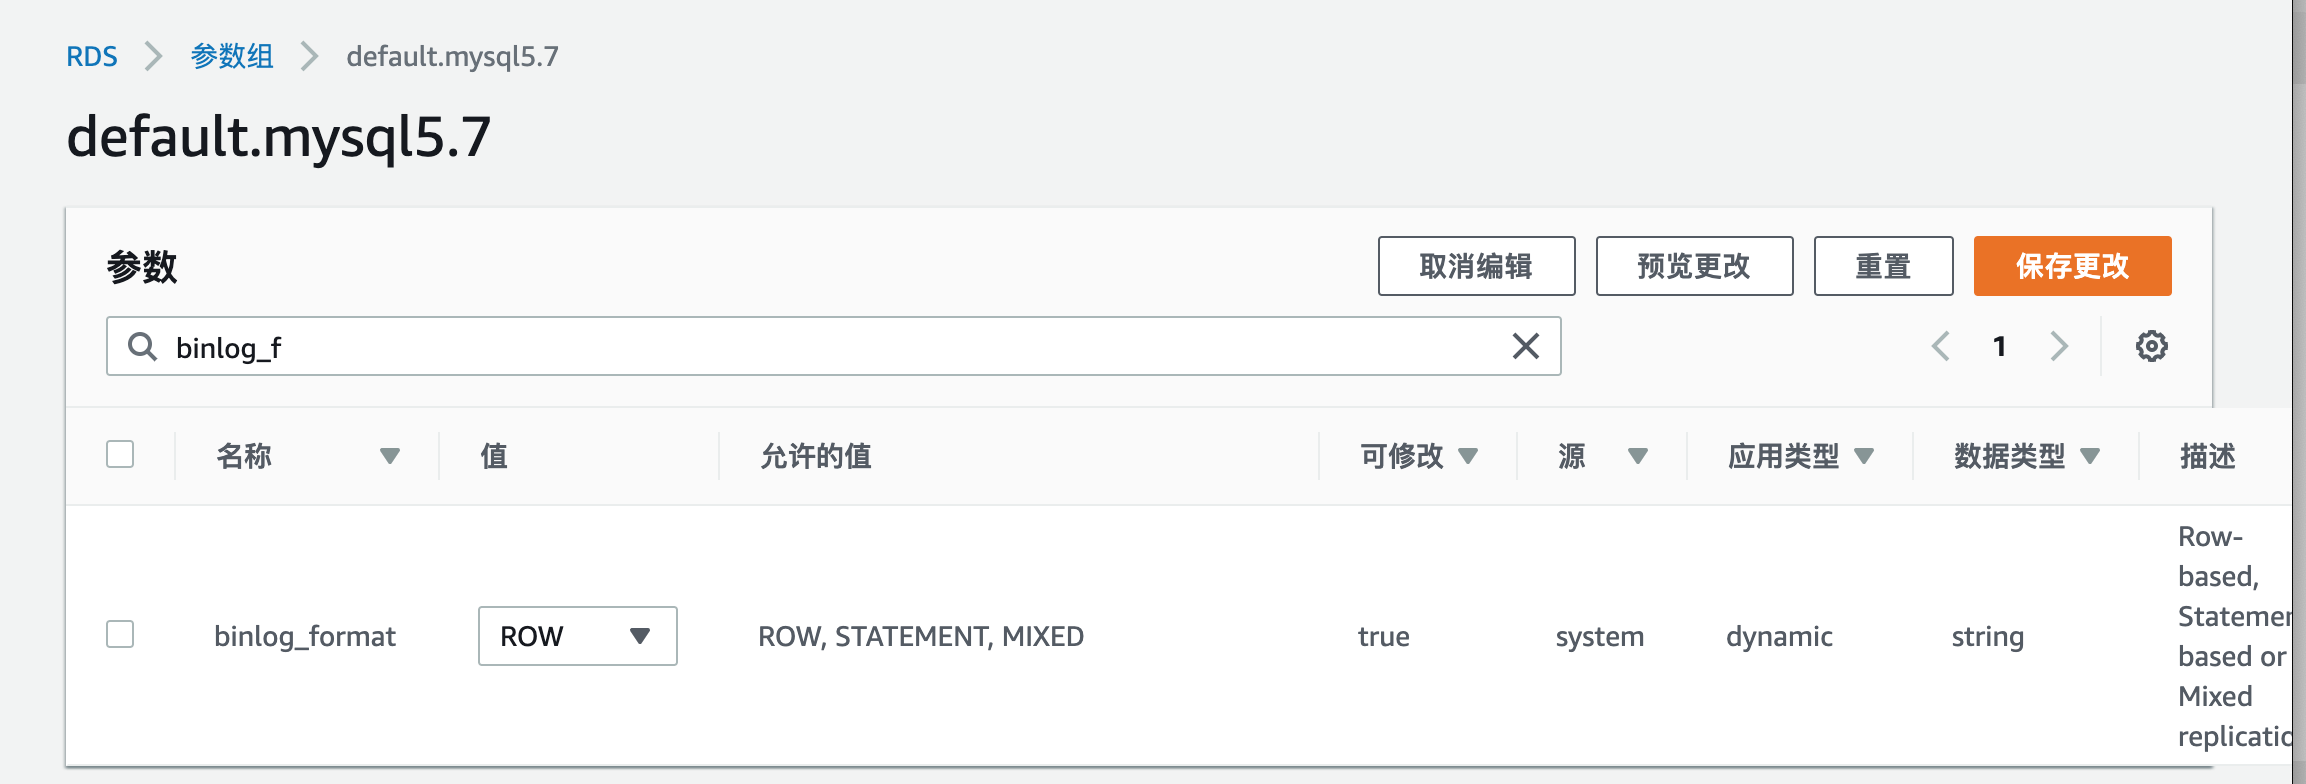 RDS 参数组 default.mysql5.7
default.mysql5.7
参数 取消编辑 预览更改 重置 保存更改
binlog_f 1
名称 值 允许的值 可修改 源 应用类型 数据类型 描述
binlog_format ROW ROW, STATEMENT, MIXED true system dynamic string
Row-
based,
Statemen
based or
Mixed
replicatio